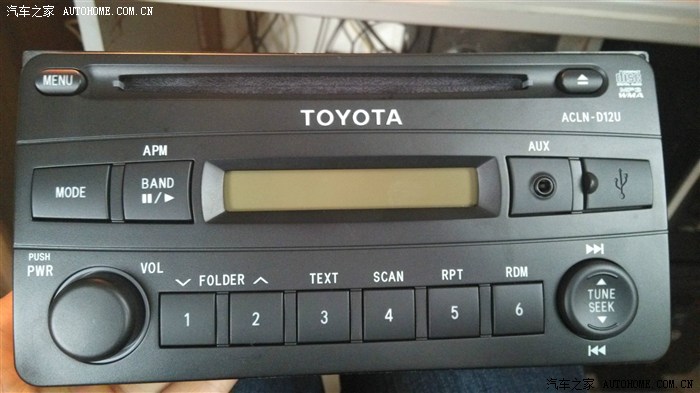 汽车之家 AUTOHOME.COM.CN
MENU
TOYOTA
ACLN-D12U
APM
AUX
MODE
BAND
PUSH
PWR
VOL
FOLDER
TEXT
SCAN
RPT
RDM
1
2
3
4
5
6
TUNE
SEEK
汽车之家 AUTOHOME.COM.CN